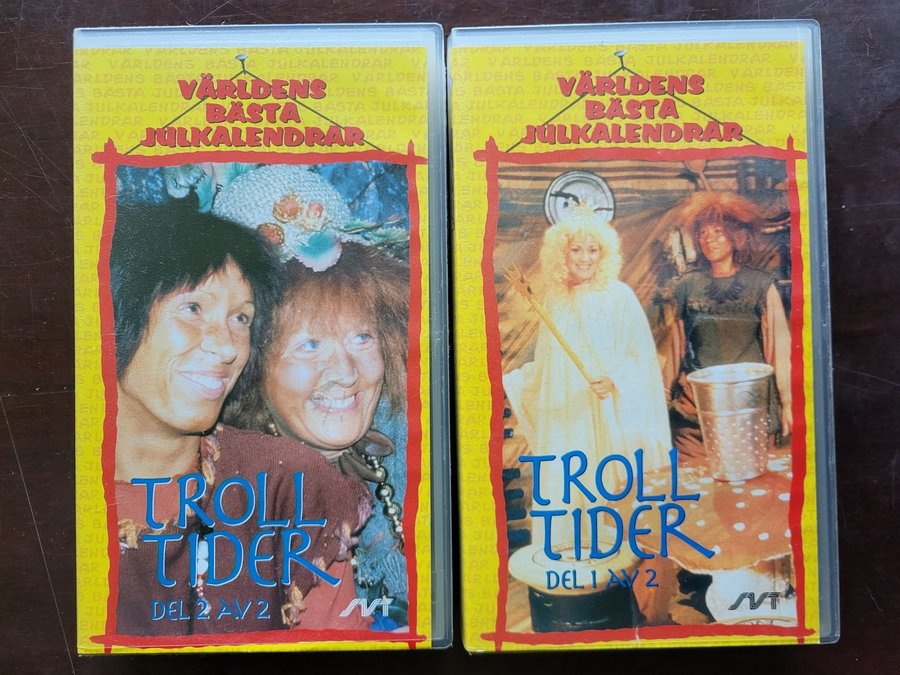 VÄRLDENS
BÄSTA
JULKALENDRAR
TROLL
TIDER
DEL 2 AV 2
SVT
VÄRLDENS
BÄSTA
JULKALENDRAR
TROLL
TIDER
DEL 1 AV 2
SVT